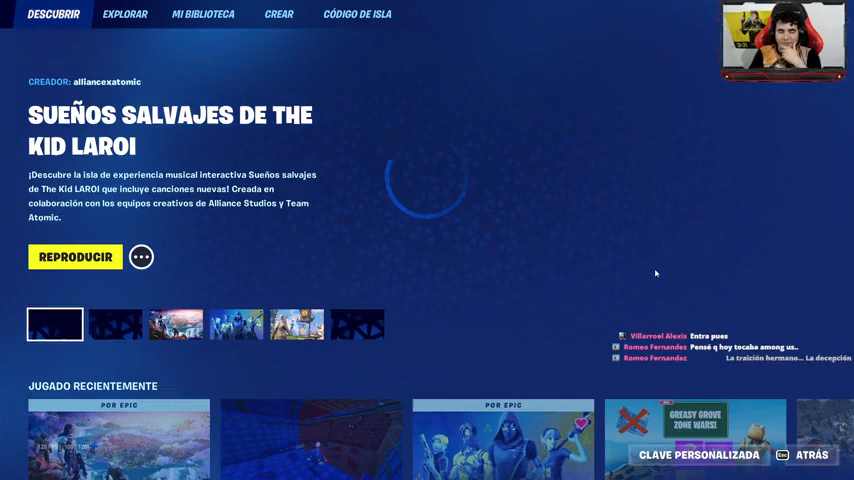 DESCUBRIR
EXPLORAR
MI BIBLIOTECA
CREAR
CÓDIGO DE ISLA
CREADOR: alliancexatomic
SUEÑOS SALVAJES DE THE
KID LAROI
¡Descubre la isla de experiencia musical interactiva Sueños salvajes
de The Kid LAROI que incluye canciones nuevas! Creada en
colaboración con los equipos creativos de Alliance Studios y Team
Atomic.
REPRODUCIR
Villarroel Alexis Entra pues
Romeo Fernandez Pensé q hoy tocaba among us..
Romeo Fernandez La traición hermano... La decepción
JUGADO RECIENTEMENTE
POR EPIC
POR EPIC
GREASY GROVE
ZONE WARS!
CLAVE PERSONALIZADA
Esc ATRÁS